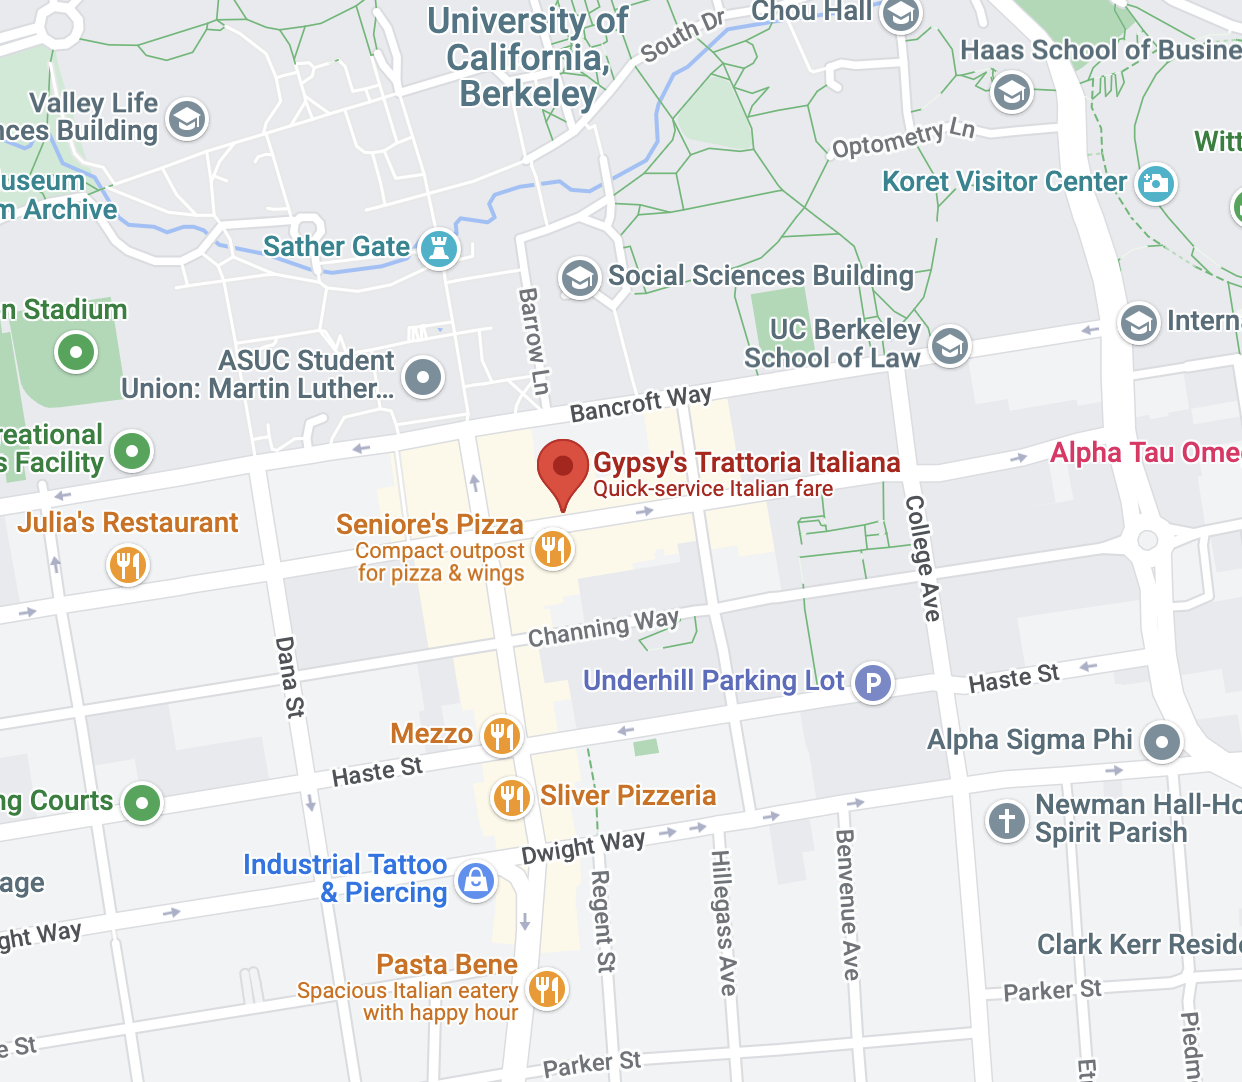 University of
California,
Berkeley
South Dr
Chou Hall
Haas School of Busine
Valley Life
nces Building
Optometry Ln
Witt
useum
m Archive
Koret Visitor Center
Sather Gate
Social Sciences Building
n Stadium
Barrow Ln
UC Berkeley
School of Law
Intern
ASUC Student
Union: Martin Luther...
Bancroft Way
reational
s Facility
Gypsy's Trattoria Italiana
Quick-service Italian fare
Alpha Tau Ome
Julia's Restaurant
Seniore's Pizza
Compact outpost
for pizza & wings
College Ave
Channing Way
Dana St
Underhill Parking Lot
P
Haste St
Mezzo
Alpha Sigma Phi
Haste St
ng Courts
Sliver Pizzeria
Newman Hall-Ho
Spirit Parish
Dwight Way
Industrial Tattoo
& Piercing
age
Regent St
Hillegass Ave
Benvenue Ave
ght Way
Clark Kerr Reside
Pasta Bene
Spacious Italian eatery
with happy hour
Parker St
e St
Parker St
Piedm
Et